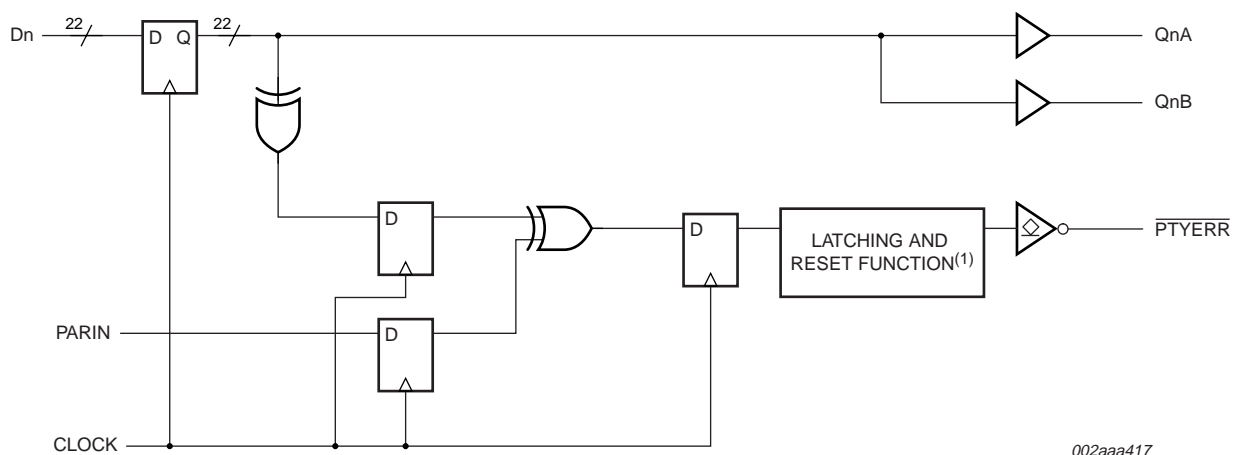 Dn
22
D Q
22
QnA
QnB
D
D
LATCHING AND
RESET FUNCTION(1)
PTYERR
PARIN
D
CLOCK
002aaa417